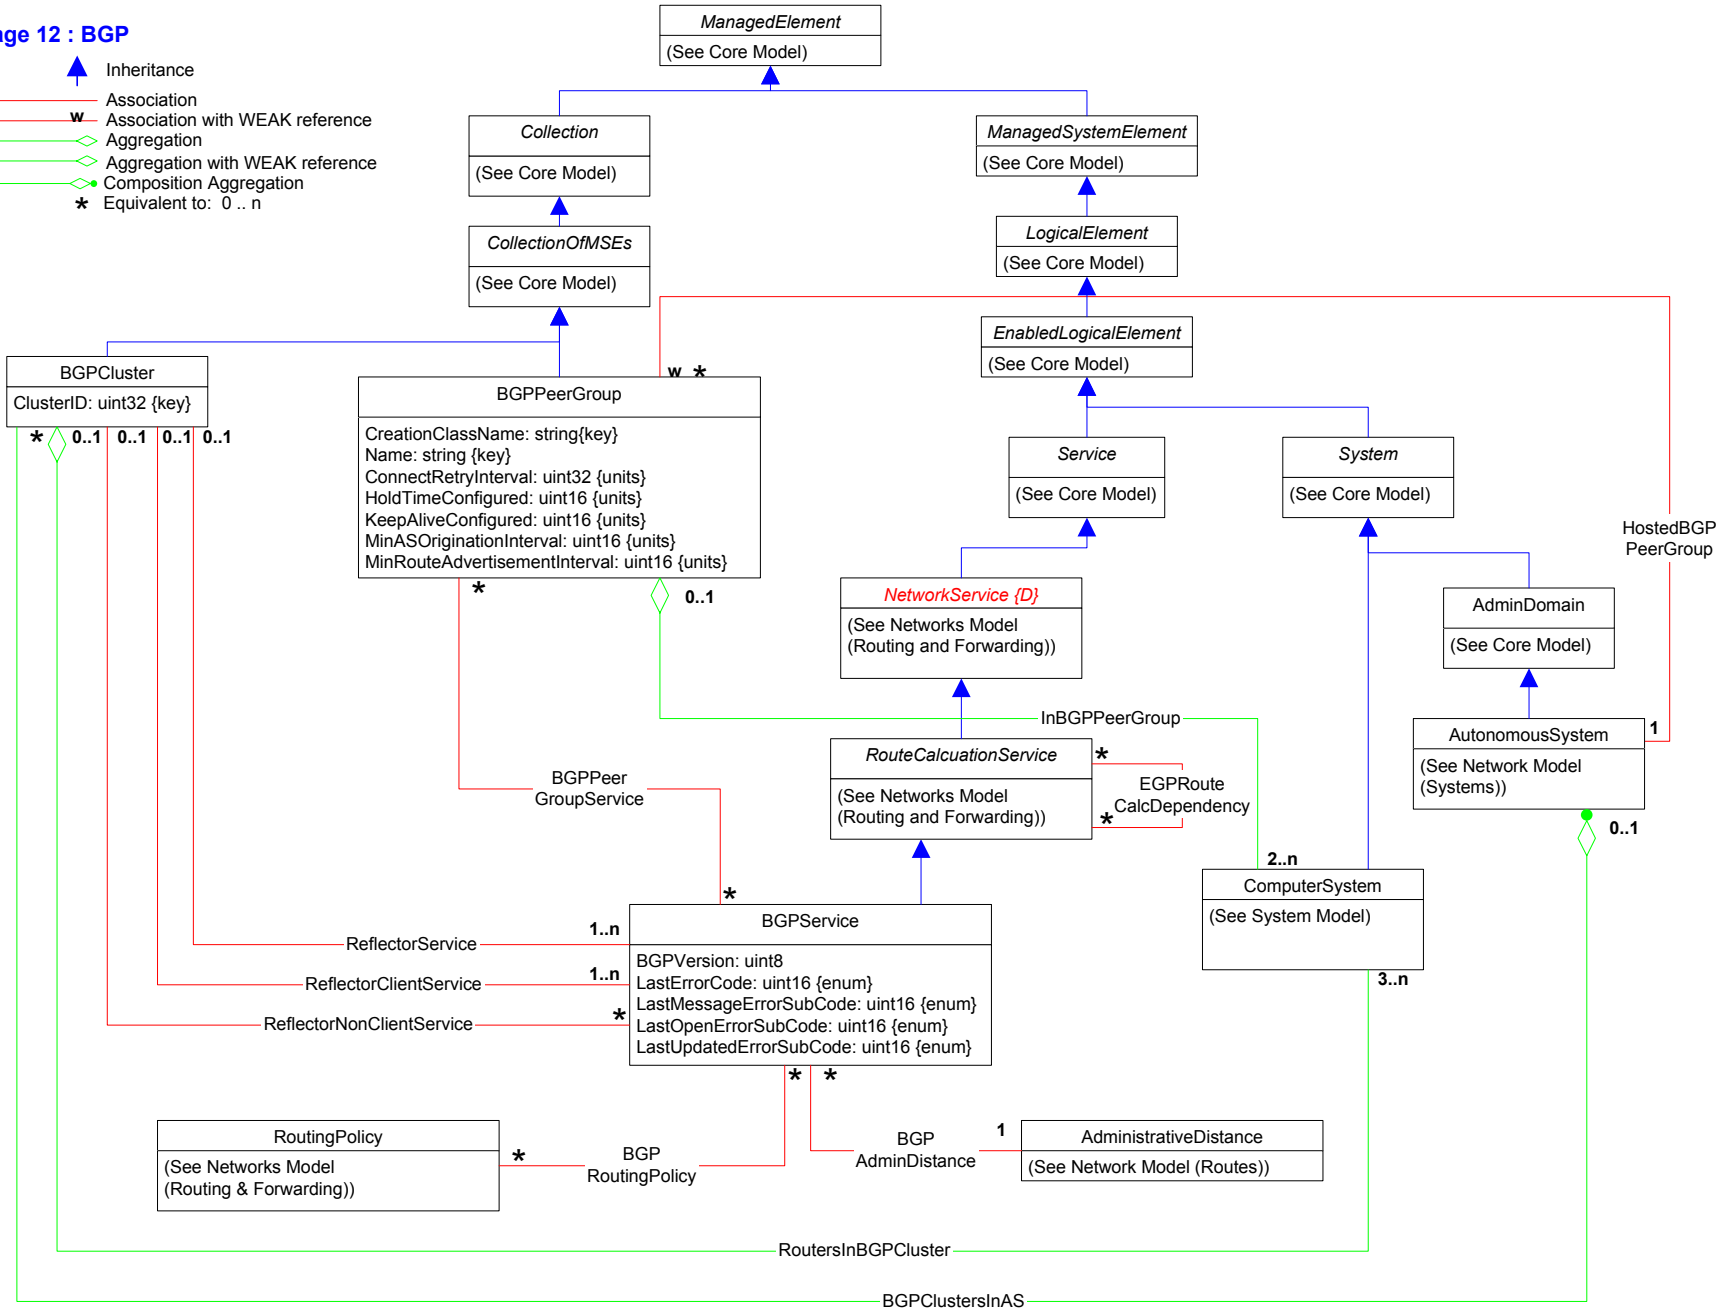 age 12 : BGP
Inheritance
Association
w
Association with WEAK reference
Aggregation
Aggregation with WEAK reference
Composition Aggregation
* Equivalent to: 0 .. n
ManagedElement
(See Core Model)
Collection
(See Core Model)
ManagedSystemElement
(See Core Model)
CollectionOfMSEs
(See Core Model)
LogicalElement
(See Core Model)
EnabledLogicalElement
(See Core Model)
BGPCluster
ClusterID: uint32 {key}
* 0..1 0..1 0..1 0..1
w *
BGPPeerGroup
CreationClassName: string{key}
Name: string {key}
ConnectRetryInterval: uint32 {units}
HoldTimeConfigured: uint16 {units}
KeepAliveConfigured: uint16 {units}
MinASOriginationInterval: uint16 {units}
MinRouteAdvertisementInterval: uint16 {units}
* 0..1
Service
(See Core Model)
System
(See Core Model)
HostedBGP
PeerGroup
NetworkService {D}
(See Networks Model
(Routing and Forwarding))
AdminDomain
(See Core Model)
InBGPPeerGroup
AutonomousSystem
(See Network Model
(Systems))
1
0..1
RouteCalcuationService
(See Networks Model
(Routing and Forwarding))
*
EGPRoute
CalcDependency
*
BGPPeer
GroupService
*
2..n
ComputerSystem
(See System Model)
3..n
BGPService
BGPVersion: uint8
LastErrorCode: uint16 {enum}
LastMessageErrorSubCode: uint16 {enum}
LastOpenErrorSubCode: uint16 {enum}
LastUpdatedErrorSubCode: uint16 {enum}
ReflectorService
1..n
ReflectorClientService
1..n
ReflectorNonClientService
*
* *
RoutingPolicy
(See Networks Model
(Routing & Forwarding))
*
BGP
RoutingPolicy
BGP
AdminDistance
1
AdministrativeDistance
(See Network Model (Routes))
RoutersInBGPCluster
BGPClustersInAS